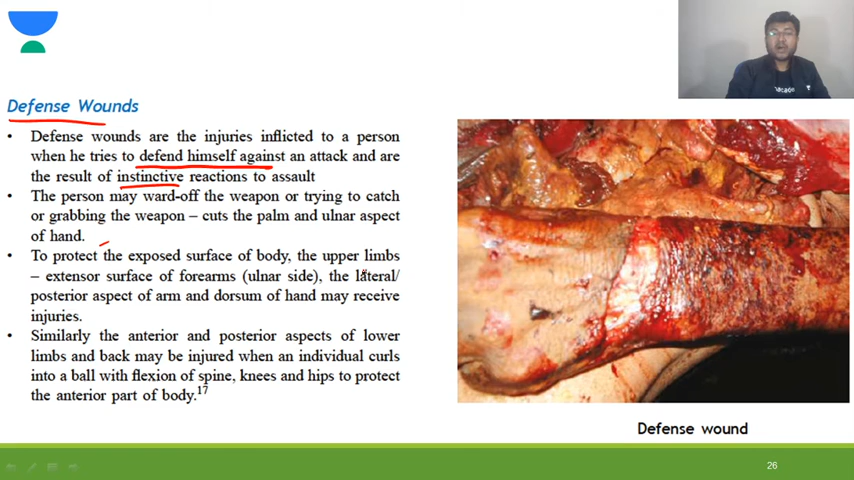 Defense Wounds
• Defense wounds are the injuries inflicted to a person
when he tries to defend himself against an attack and are
the result of instinctive reactions to assault
• The person may ward-off the weapon or trying to catch
or grabbing the weapon – cuts the palm and ulnar aspect
of hand.
• To protect the exposed surface of body, the upper limbs
– extensor surface of forearms (ulnar side), the lateral/
posterior aspect of arm and dorsum of hand may receive
injuries.
• Similarly the anterior and posterior aspects of lower
limbs and back may be injured when an individual curls
into a ball with flexion of spine, knees and hips to protect
the anterior part of body.17
Defense wound
26